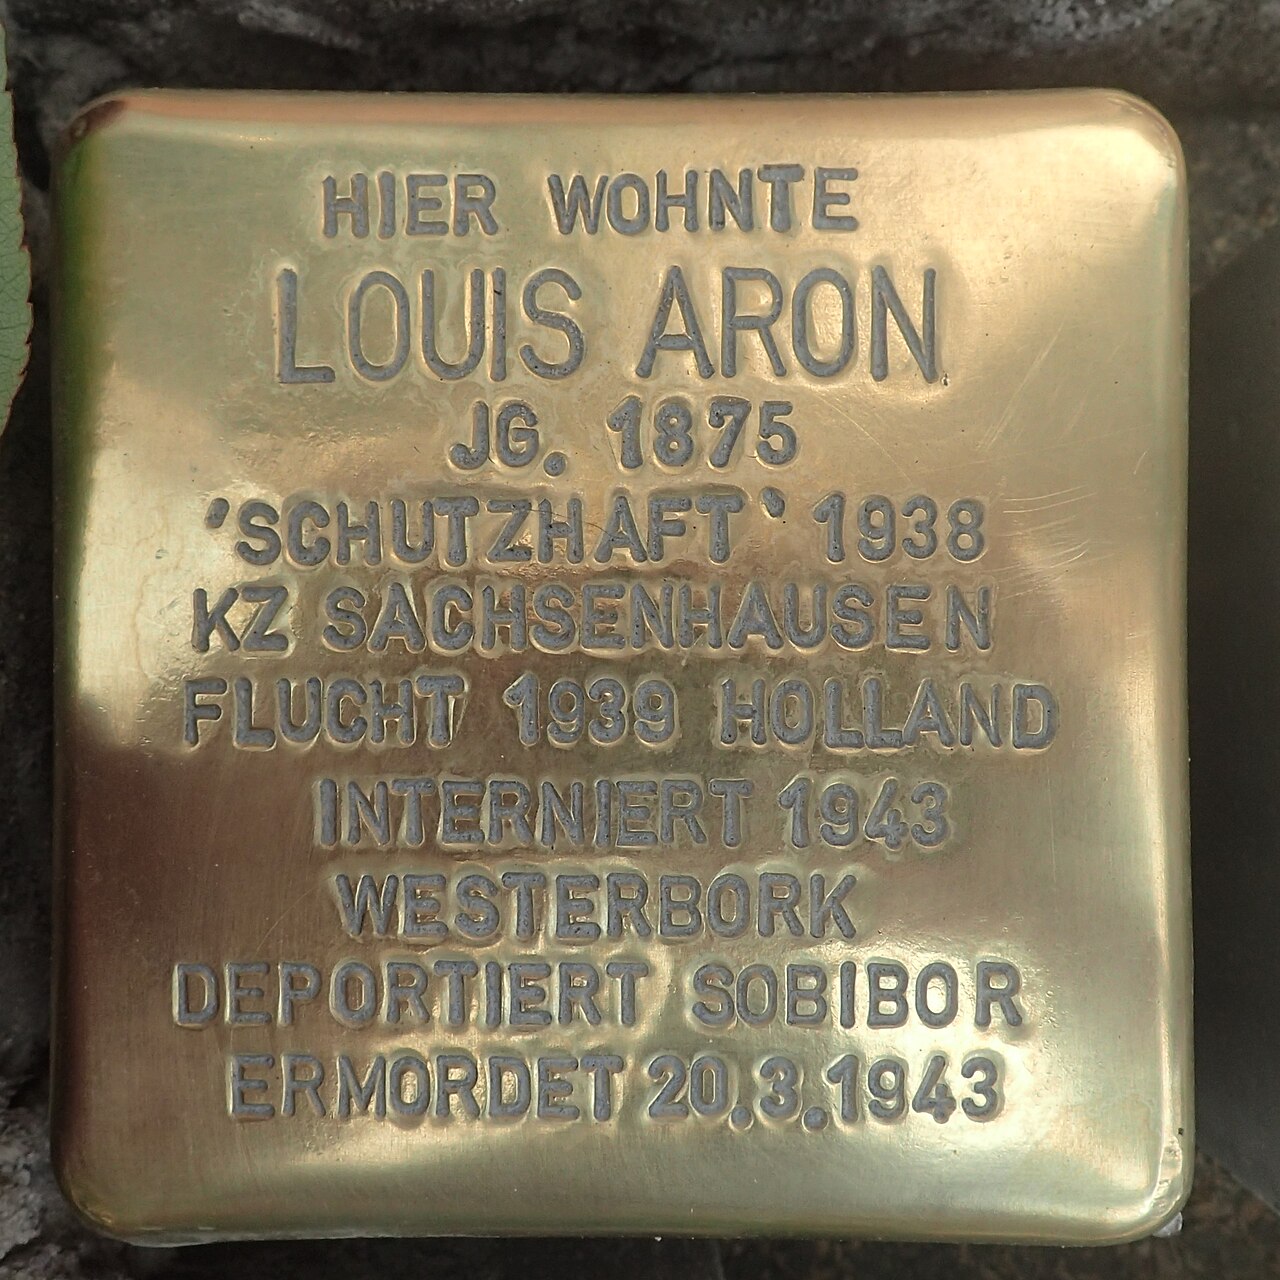 HIER WOHNTE
LOUIS ARON
JG. 1875
'SCHUTZHAFT' 1938
KZ SACHSENHAUSEN
FLUCHT 1939 HOLLAND
INTERNIERT 1943
WESTERBORK
DEPORTIERT SOBIBOR
ERMORDET 20.3.1943